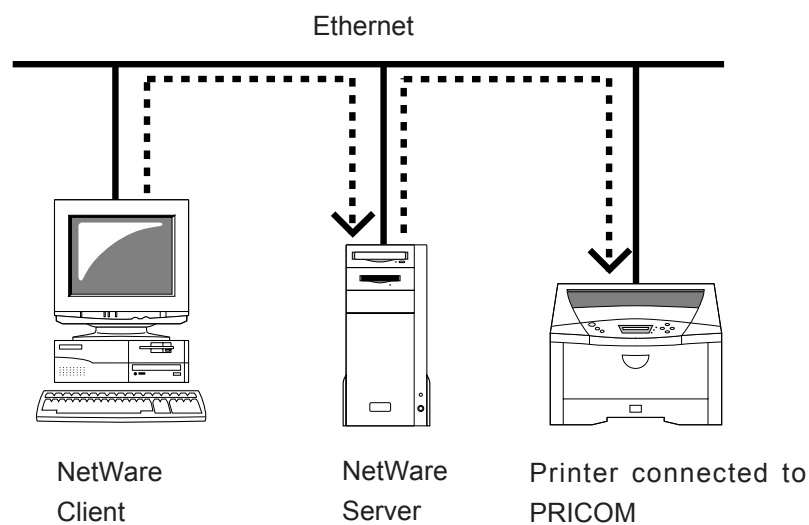 Ethernet
NetWare
Client
NetWare
Server
Printer connected to
PRICOM